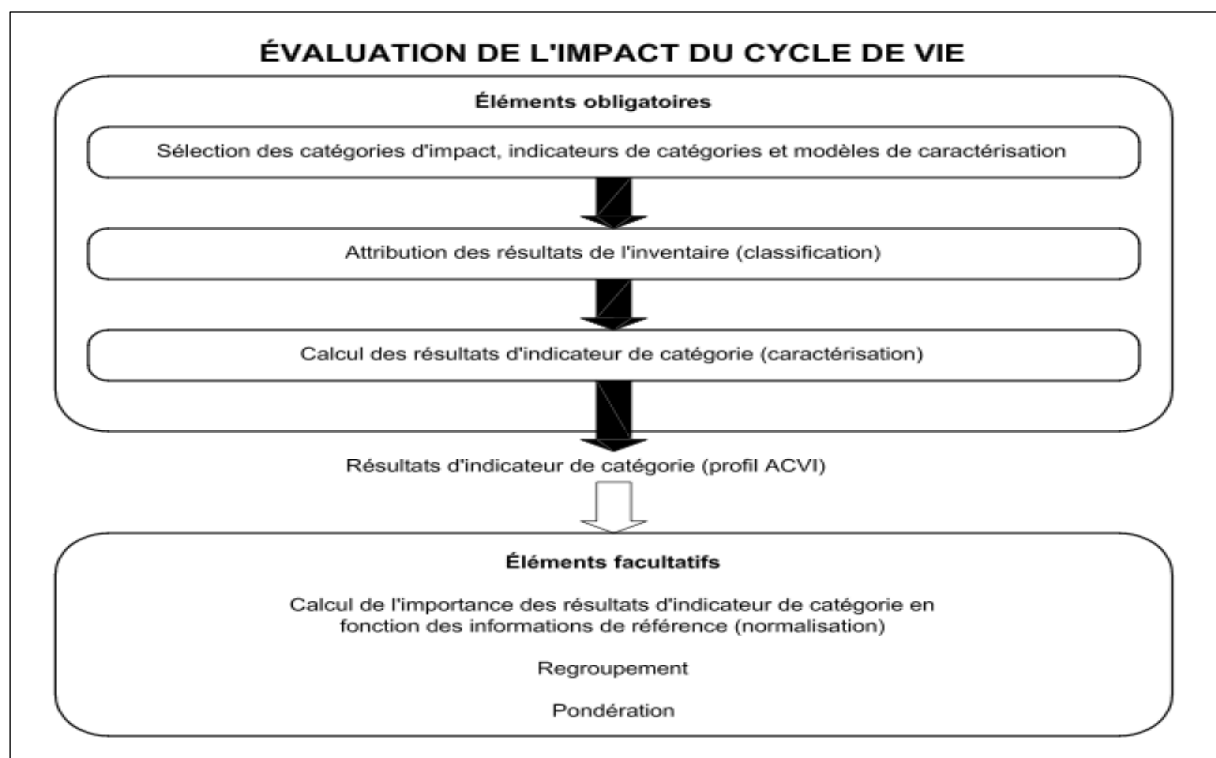 ÉVALUATION DE L'IMPACT DU CYCLE DE VIE
Éléments obligatoires
Sélection des catégories d'impact, indicateurs de catégories et modèles de caractérisation
Attribution des résultats de l'inventaire (classification)
Calcul des résultats d'indicateur de catégorie (caractérisation)
Résultats d'indicateur de catégorie (profil ACVI)
Éléments facultatifs
Calcul de l'importance des résultats d'indicateur de catégorie en
fonction des informations de référence (normalisation)
Regroupement
Pondération